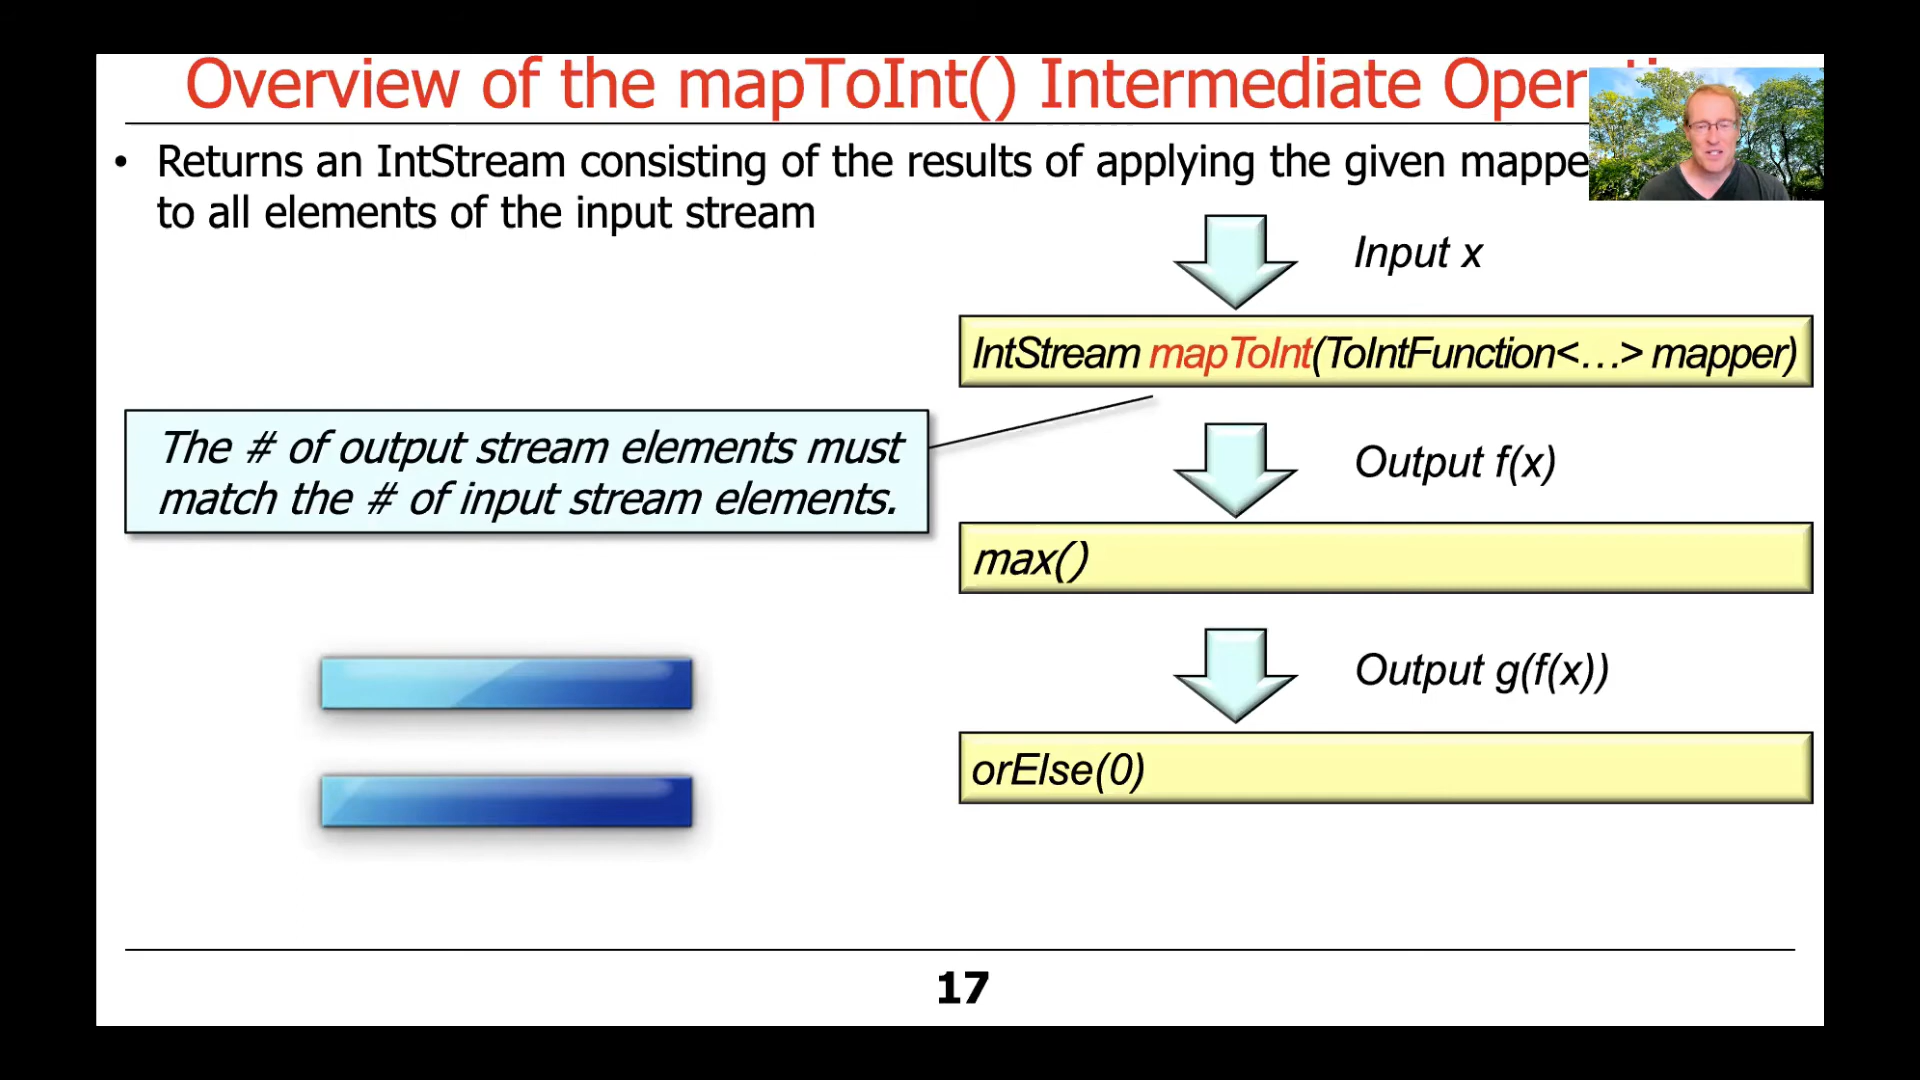 Overview of the mapToInt() Intermediate
• Returns an IntStream consisting of the results of applying the given
to all elements of the input stream
Input x
IntStream mapToInt(ToIntFunction<...> mapper)
The # of output stream elements must
match the # of input stream elements.
Output f(x)
max()
Output g(f(x))
orElse(0)
17